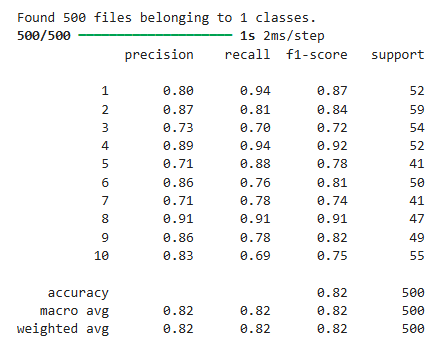 Found 500 files belonging to 1 classes.
500/500 ━━━━━━━━━━━━━━━━━━━━ 1s 2ms/step
precision recall f1-score support
1 0.80 0.94 0.87 52
2 0.87 0.81 0.84 59
3 0.73 0.70 0.72 54
4 0.89 0.94 0.92 52
5 0.71 0.88 0.78 41
6 0.86 0.76 0.81 50
7 0.71 0.78 0.74 41
8 0.91 0.91 0.91 47
9 0.86 0.78 0.82 49
10 0.83 0.69 0.75 55
accuracy 0.82 500
macro avg 0.82 0.82 0.82 500
weighted avg 0.82 0.82 0.82 500